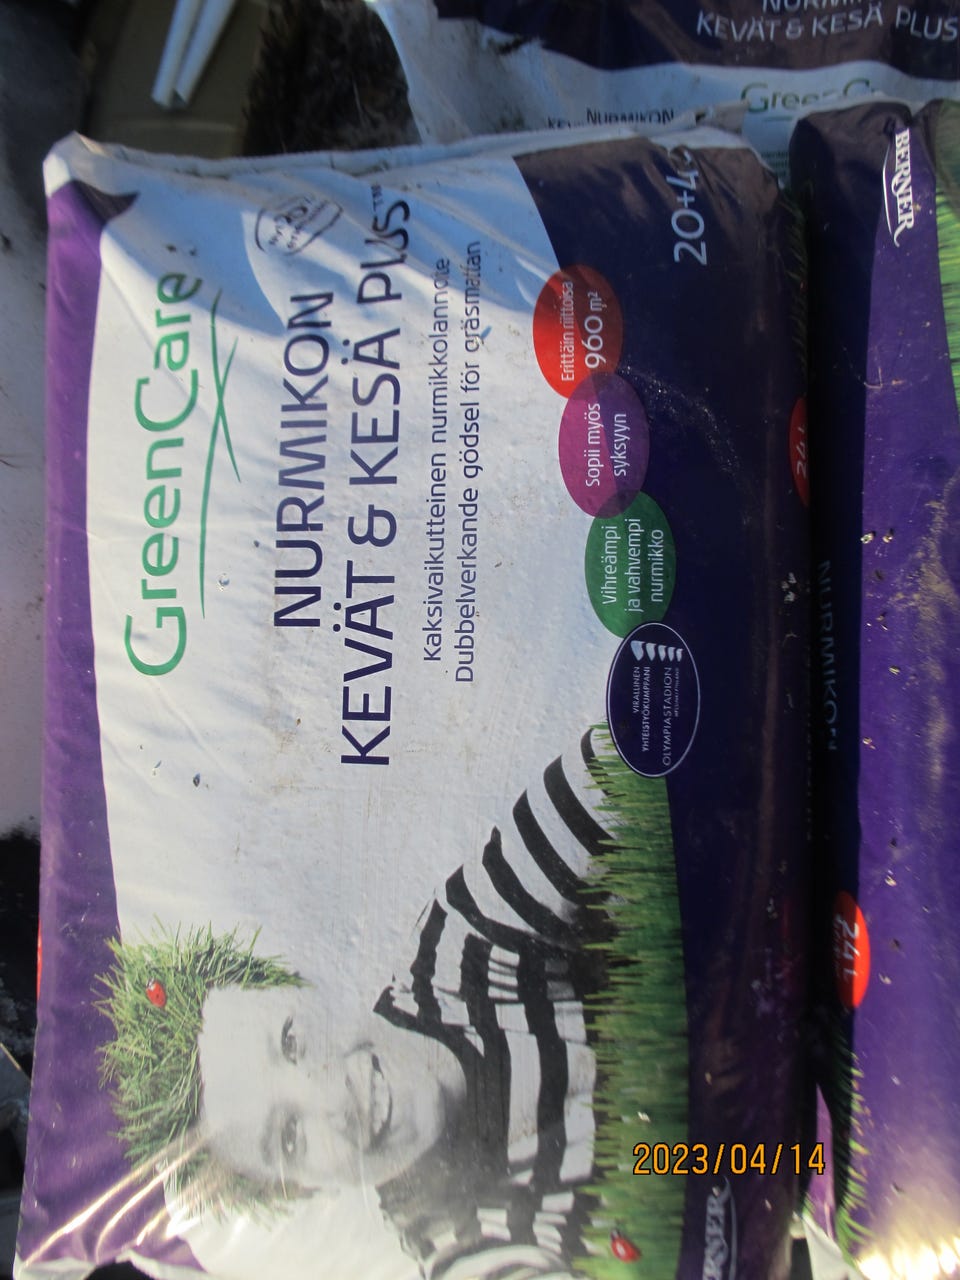 GreenCare
NURMIKON
KEVÄT & KESÄ PLUS™
Kaksivaikutteinen nurmikkolannoite
Dubbelverkande gödsel för gräsmattan
Erittäin riittoisa
960 m²
Sopii myös
syksyyn
Vihreämpi
ja vahvempi
nurmikko
VIRALLINEN
YHTEISTYÖKUMPPANI
OLYMPIASTADION
20+4
KEVÄT & KESÄ PLUS
NURMIKON
BERNER
24 L
NURMIKON
2023/04/14